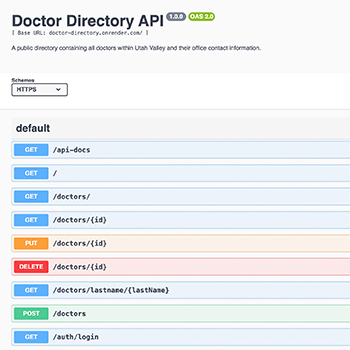 Doctor Directory API 1.0.0 OAS 2.0
[ Base URL: doctor-directory.onrender.com/ ]
A public directory containing all doctors within Utah Valley and their office contact information.
Schemes
HTTPS
default
GET /api-docs
GET /
GET /doctors/
GET /doctors/{id}
PUT /doctors/{id}
DELETE /doctors/{id}
GET /doctors/lastname/{lastName}
POST /doctors
GET /auth/login